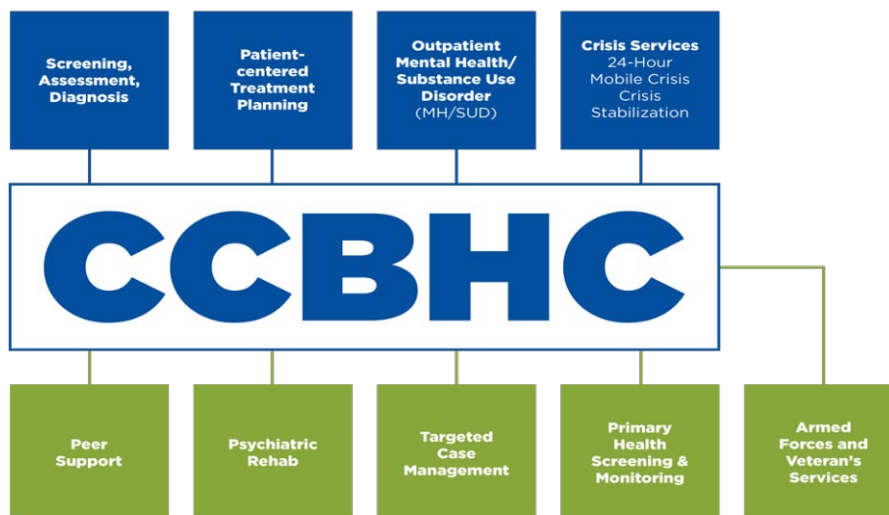 Screening,
Assessment,
Diagnosis
Patient-
centered
Treatment
Planning
Outpatient
Mental Health/
Substance Use
Disorder
(MH/SUD)
Crisis Services
24-Hour
Mobile Crisis
Crisis
Stabilization
CCBHC
Peer
Support
Psychiatric
Rehab
Targeted
Case
Management
Primary
Health
Screening &
Monitoring
Armed
Forces and
Veteran's
Services